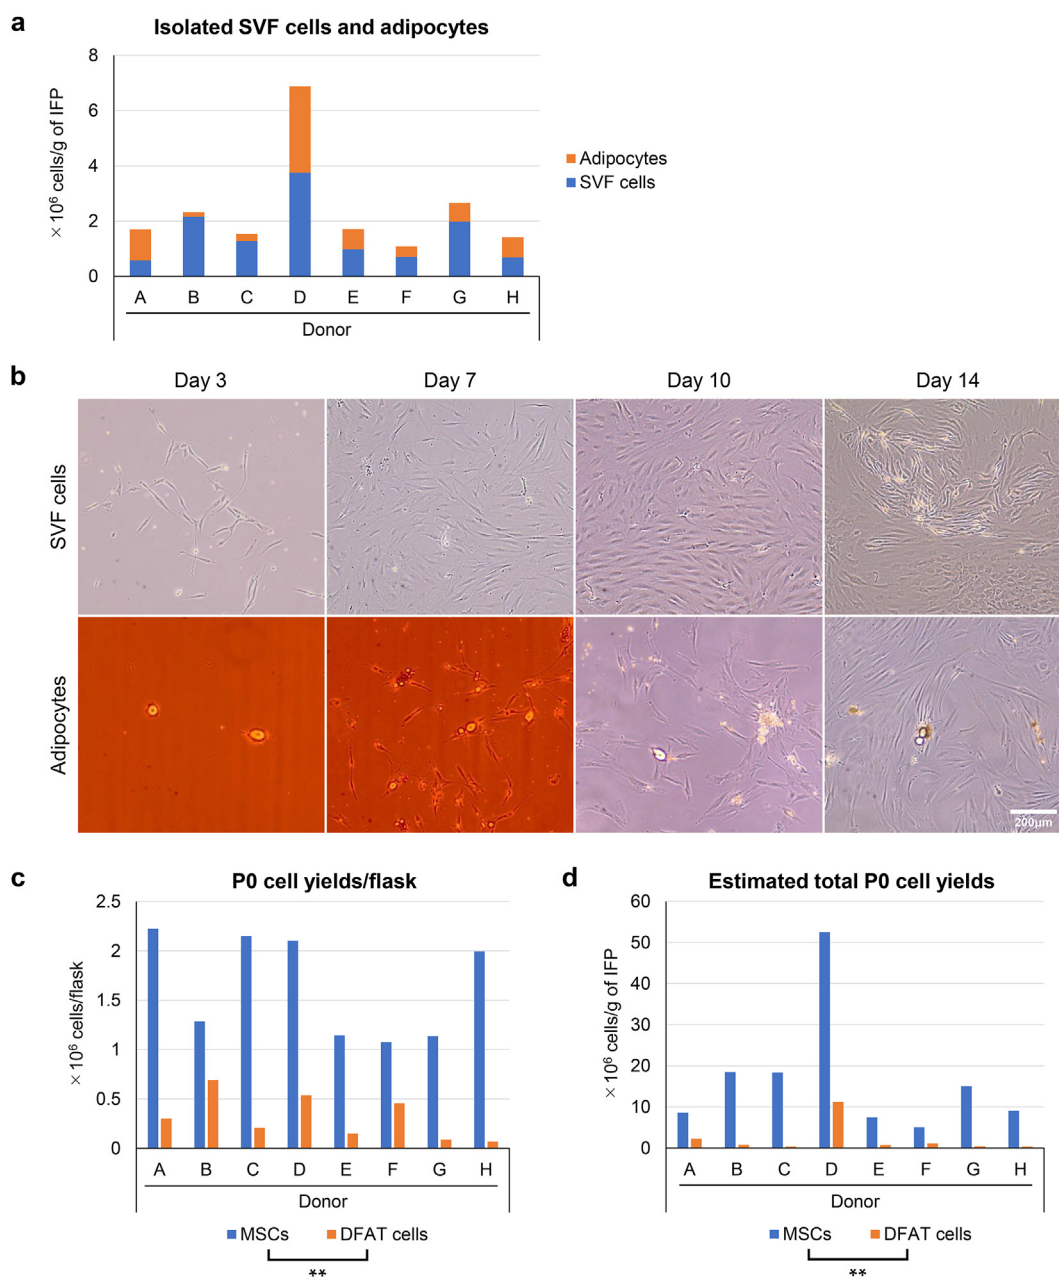 a
Isolated SVF cells and adipocytes
× 10⁶ cells/g of IFP
8
6
4
2
0
A B C D E F G H
Donor
Adipocytes
SVF cells
b
Day 3 Day 7 Day 10 Day 14
SVF cells
Adipocytes
200μm
c
P0 cell yields/flask
× 10⁶ cells/flask
2.5
2
1.5
1
0.5
0
A B C D E F G H
Donor
MSCs DFAT cells
**
d
Estimated total P0 cell yields
× 10⁶ cells/g of IFP
60
50
40
30
20
10
0
A B C D E F G H
Donor
MSCs DFAT cells
**